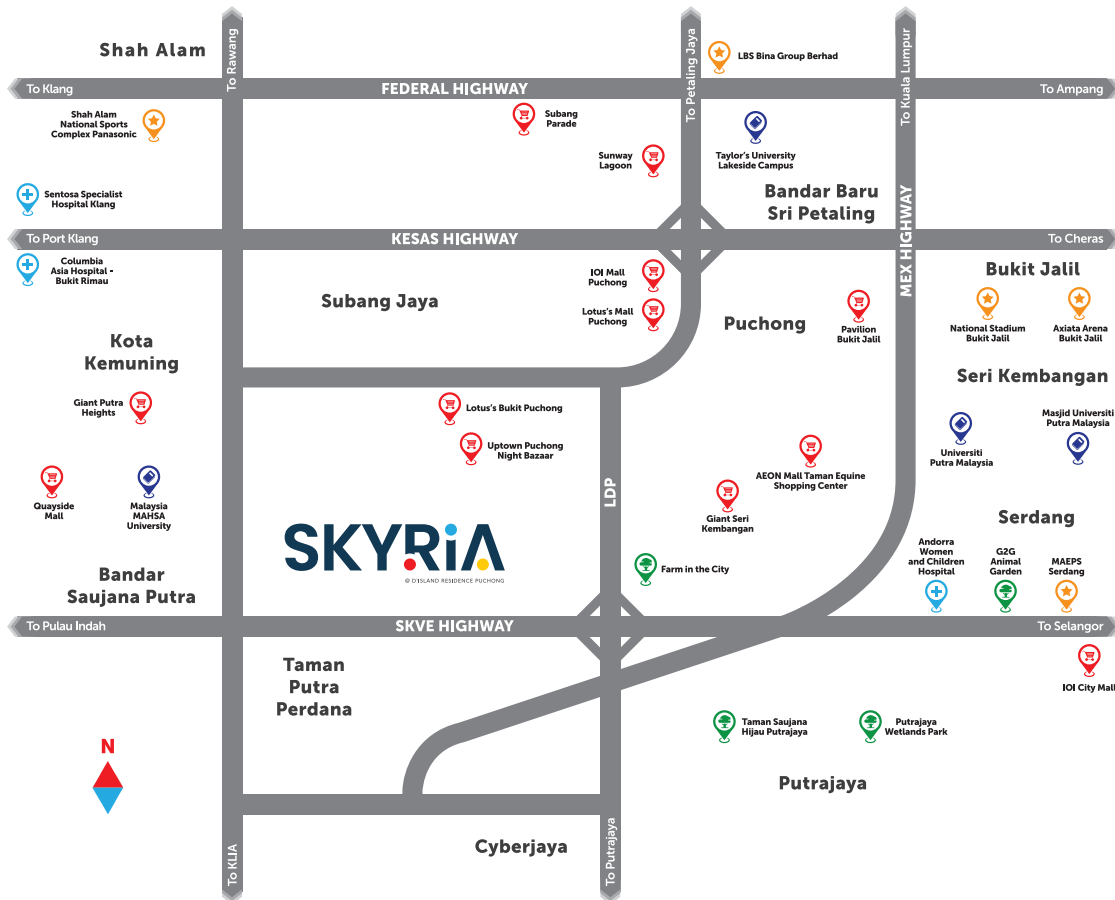 Shah Alam
To Rawang
To Petaling Jaya
LBS Bina Group Berhad
To Kuala Lumpur
To Klang
FEDERAL HIGHWAY
To Ampang
Shah Alam
National Sports
Complex Panasonic
Subang
Parade
Sunway
Lagoon
Taylor's University
Lakeside Campus
Sentosa Specialist
Hospital Klang
Bandar Baru
Sri Petaling
To Port Klang
KESAS HIGHWAY
MEX HIGHWAY
To Cheras
Columbia
Asia Hospital -
Bukit Rimau
IOI Mall
Puchong
Bukit Jalil
Subang Jaya
Lotus's Mall
Puchong
Puchong
Pavilion
Bukit Jalil
National Stadium
Bukit Jalil
Axiata Arena
Bukit Jalil
Kota
Kemuning
Seri Kembangan
Giant Putra
Heights
Lotus's Bukit Puchong
Uptown Puchong
Night Bazaar
Masjid Universiti
Putra Malaysia
Universiti
Putra Malaysia
AEON Mall Taman Equine
Shopping Center
LDP
Quayside
Mall
Malaysia
MAHSA
University
Giant Seri
Kembangan
Serdang
SKYRiA
@ D'ISLAND RESIDENCE PUCHONG
Farm in the City
Andorra
Women
and Children
Hospital
G2G
Animal
Garden
MAEPS
Serdang
Bandar
Saujana Putra
To Pulau Indah
SKVE HIGHWAY
To Selangor
Taman
Putra
Perdana
IOI City Mall
Taman Saujana
Hijau Putrajaya
Putrajaya
Wetlands Park
N
Putrajaya
Cyberjaya
To KLIA
To Putrajaya